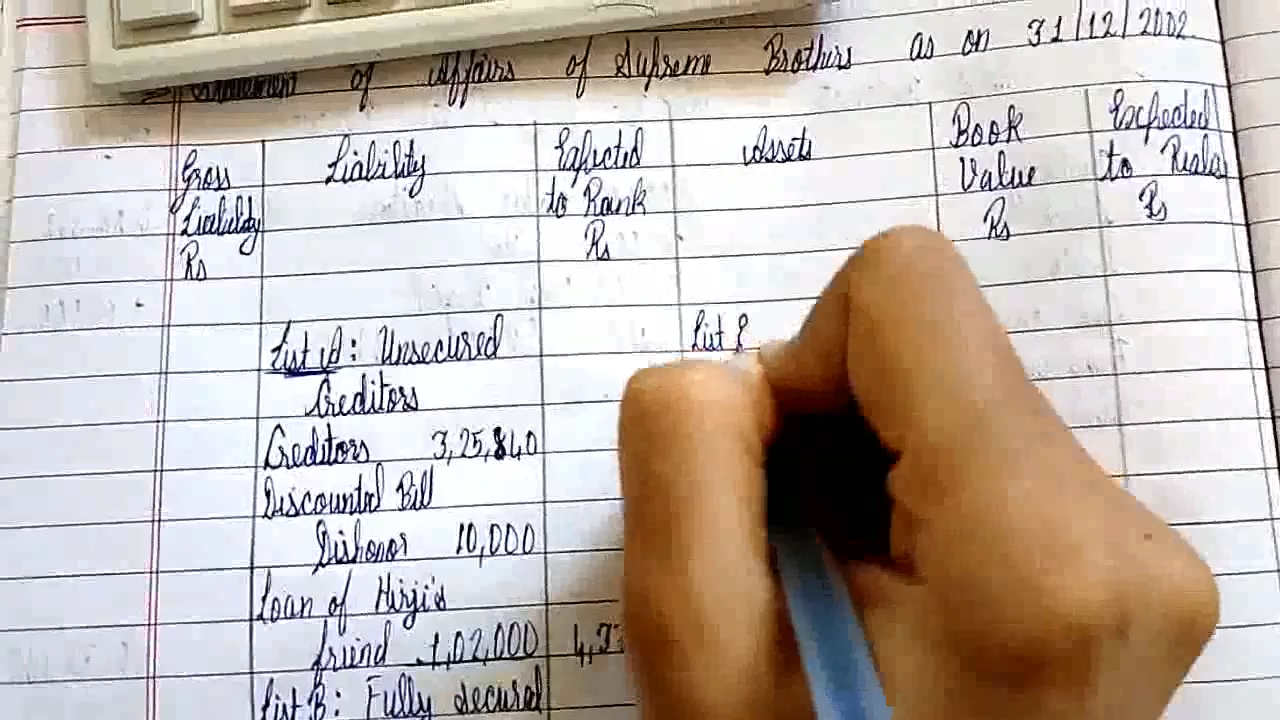 of Affairs of Supreme Brothers as on 31/12/2002
Gross Liability Rs
Liability
Expected to Rank Rs
Assets
Book Value Rs
Expected to
Rs
List A: Unsecured
Creditors
Creditors 3,25,840
Discounted Bill
Dishonor 10,000
Loan of Hirji's
friend 1,02,000 4,3
List B: Fully secured
List E